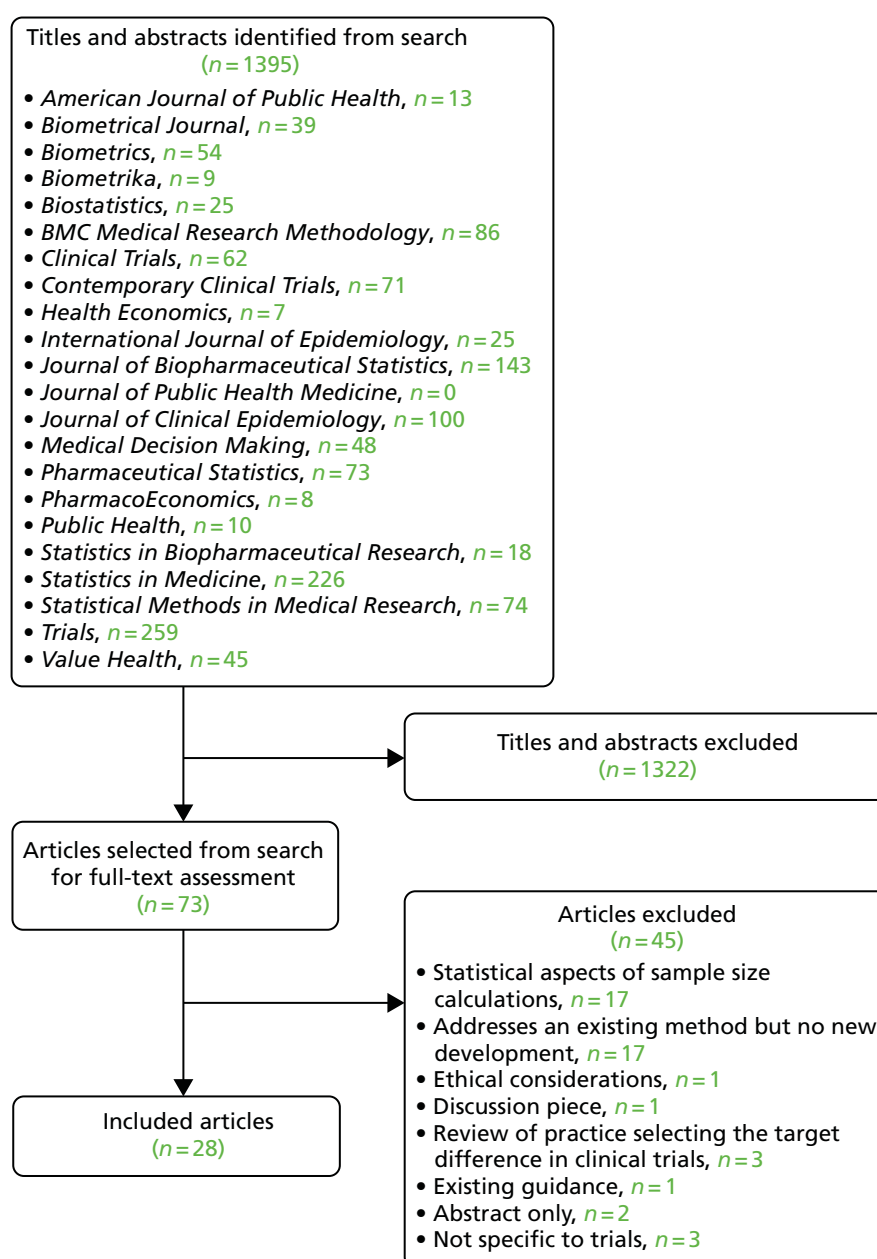 Titles and abstracts identified from search
(n = 1395)
• American Journal of Public Health, n = 13
• Biometrical Journal, n = 39
• Biometrics, n = 54
• Biometrika, n = 9
• Biostatistics, n = 25
• BMC Medical Research Methodology, n = 86
• Clinical Trials, n = 62
• Contemporary Clinical Trials, n = 71
• Health Economics, n = 7
• International Journal of Epidemiology, n = 25
• Journal of Biopharmaceutical Statistics, n = 143
• Journal of Public Health Medicine, n = 0
• Journal of Clinical Epidemiology, n = 100
• Medical Decision Making, n = 48
• Pharmaceutical Statistics, n = 73
• PharmacoEconomics, n = 8
• Public Health, n = 10
• Statistics in Biopharmaceutical Research, n = 18
• Statistics in Medicine, n = 226
• Statistical Methods in Medical Research, n = 74
• Trials, n = 259
• Value Health, n = 45
Titles and abstracts excluded
(n = 1322)
Articles selected from search
for full-text assessment
(n = 73)
Articles excluded
(n = 45)
• Statistical aspects of sample size
calculations, n = 17
• Addresses an existing method but no new
development, n = 17
• Ethical considerations, n = 1
• Discussion piece, n = 1
• Review of practice selecting the target
difference in clinical trials, n = 3
• Existing guidance, n = 1
• Abstract only, n = 2
• Not specific to trials, n = 3
Included articles
(n = 28)